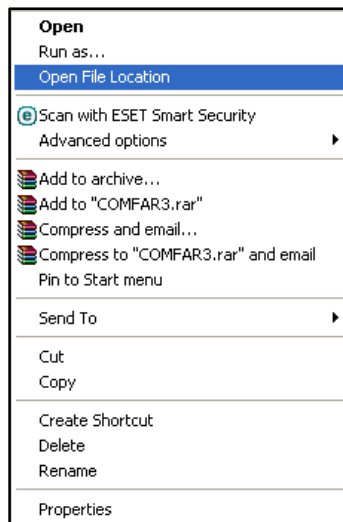 Open
Run as...
Open File Location
Scan with ESET Smart Security
Advanced options
Add to archive...
Add to "COMFAR3.rar"
Compress and email...
Compress to "COMFAR3.rar" and email
Pin to Start menu
Send To
Cut
Copy
Create Shortcut
Delete
Rename
Properties